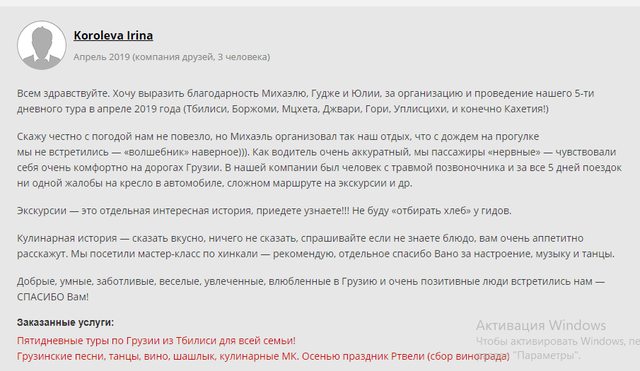 Koroleva Irina
Апрель 2019 (компания друзей, 3 человека)
Всем здравствуйте. Хочу выразить благодарность Михаэлю, Гудже и Юлии, за организацию и проведение нашего 5-ти
дневного тура в апреле 2019 года (Тбилиси, Боржоми, Мцхета, Джвари, Гори, Уплисцихи, и конечно Кахетия!)
Скажу честно с погодой нам не повезло, но Михаэль организовал так наш отдых, что с дождем на прогулке
мы не встретились — «волшебник» наверное))). Как водитель очень аккуратный, мы пассажиры «нервные» — чувствовали
себя очень комфортно на дорогах Грузии. В нашей компании был человек с травмой позвоночника и за все 5 дней поездок
ни одной жалобы на кресло в автомобиле, сложном маршруте на экскурсии и др.
Экскурсии — это отдельная интересная история, приедете узнаете!!! Не буду «отбирать хлеб» у гидов.
Кулинарная история — сказать вкусно, ничего не сказать, спрашивайте если не знаете блюдо, вам очень аппетитно
расскажут. Мы посетили мастер-класс по хинкали — рекомендую, отдельное спасибо Вано за настроение, музыку и танцы.
Добрые, умные, заботливые, веселые, увлеченные, влюбленные в Грузию и очень позитивные люди встретились нам —
СПАСИБО Вам!
Заказанные услуги:
Пятидневные туры по Грузии из Тбилиси для всей семьи!
Грузинские песни, танцы, вино, шашлык, кулинарные МК, Осенью праздник Ртвели (сбор винограда)
Активация Windows
Чтобы активировать Windows, пе
"Параметры".